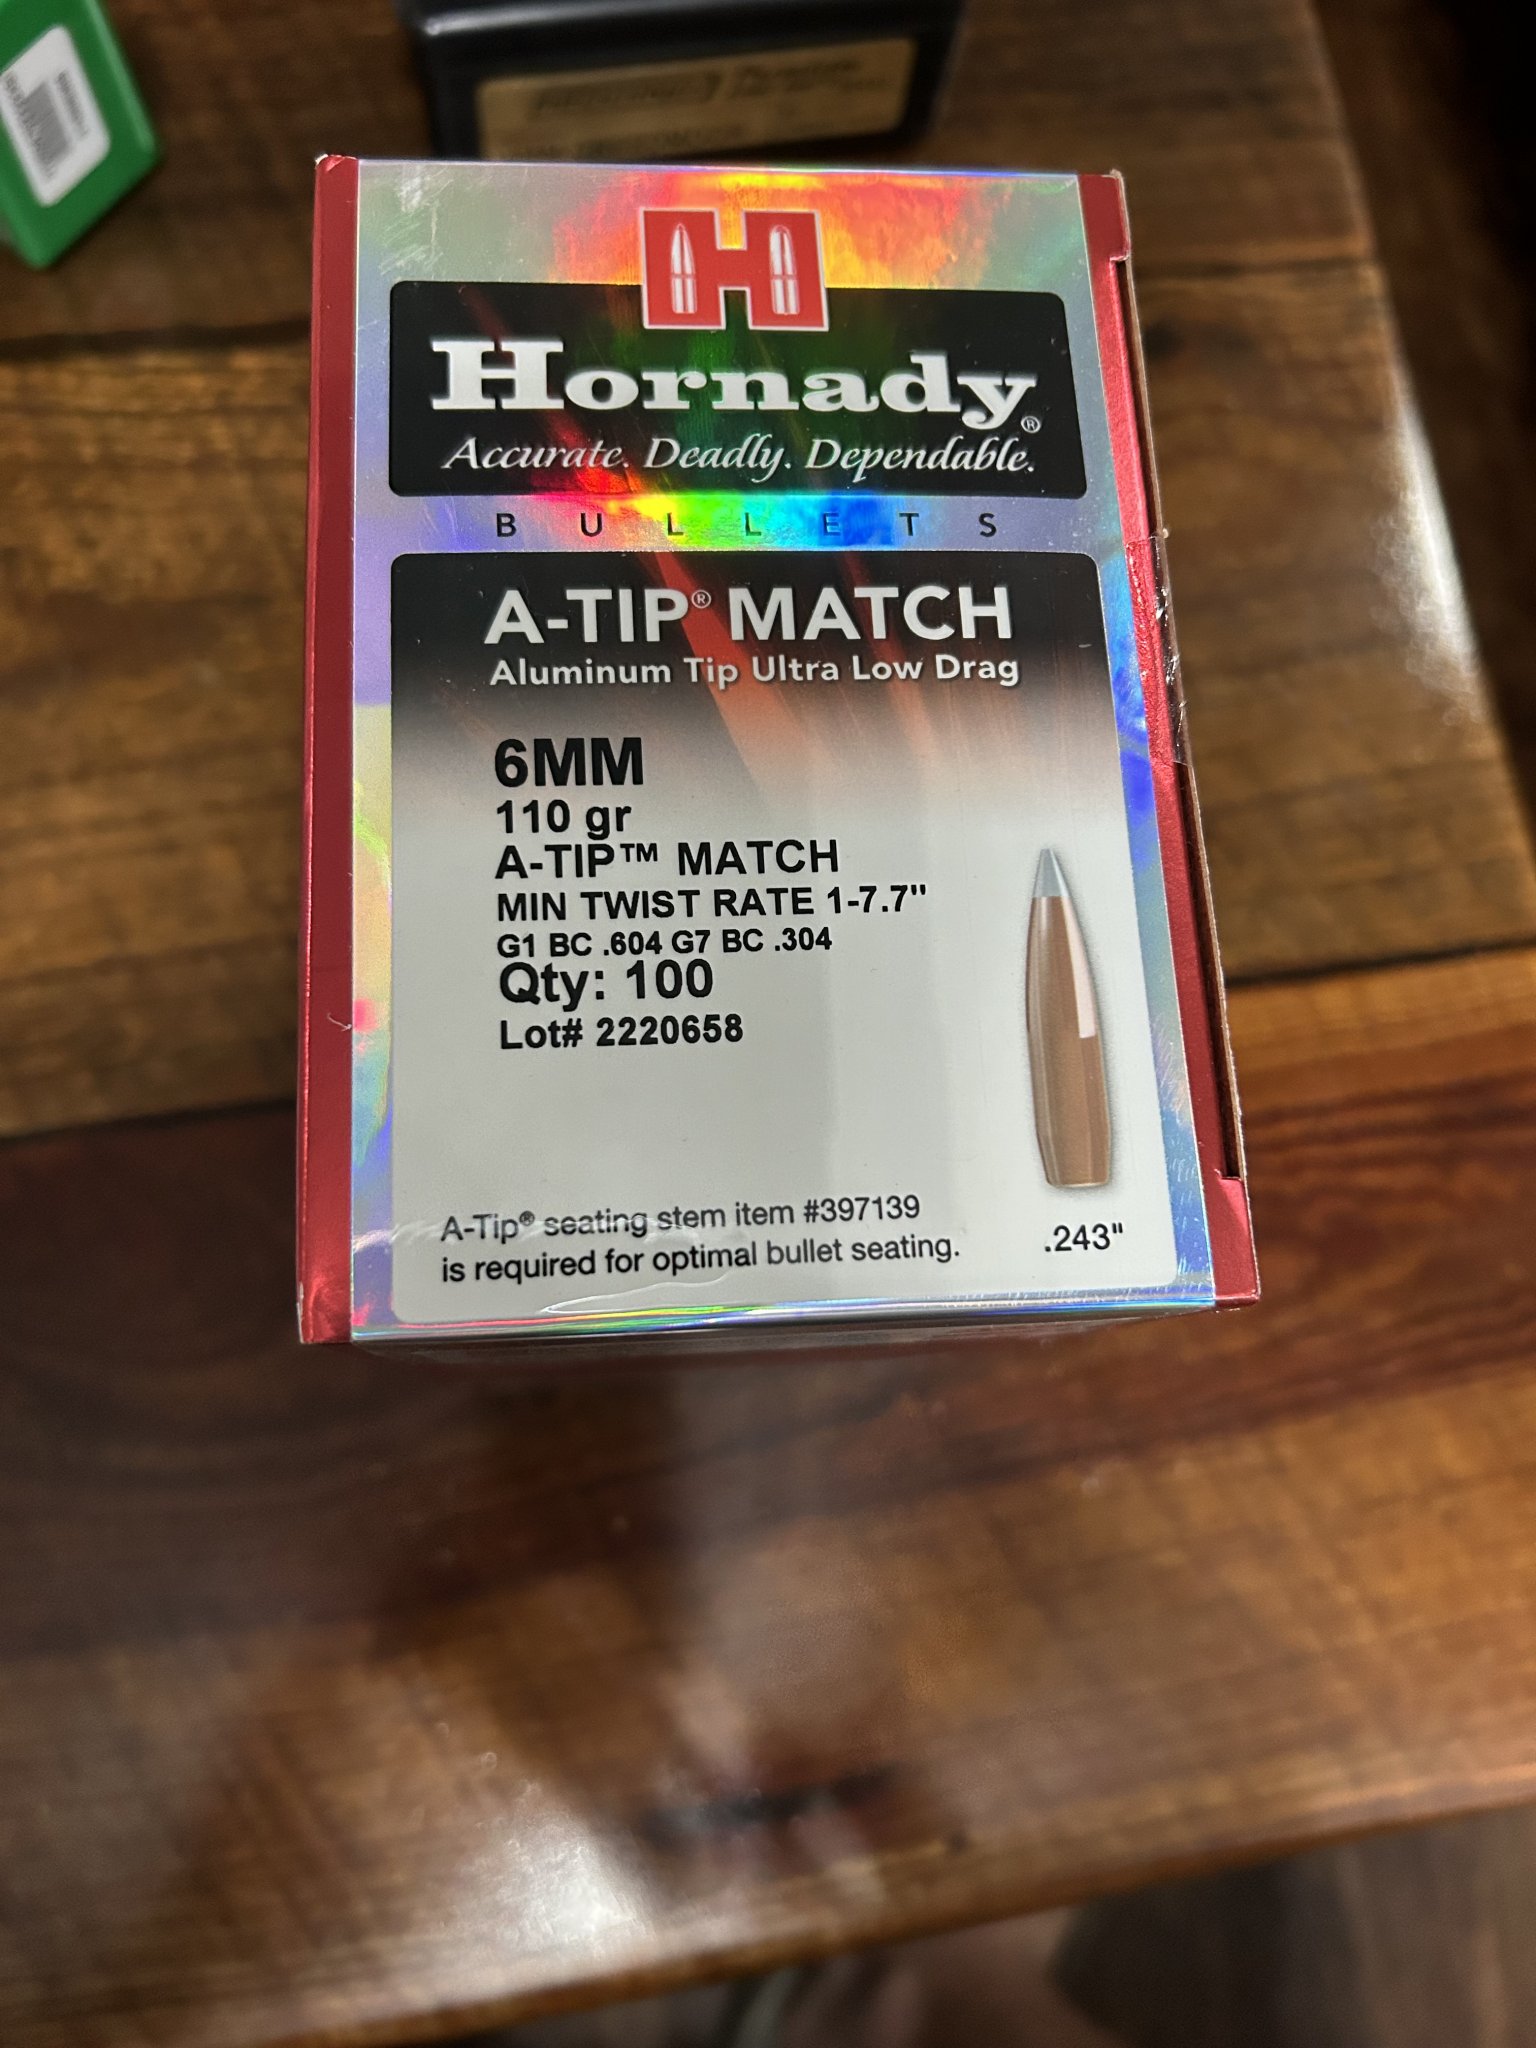 H
Hornady®
Accurate. Deadly. Dependable.
BULLETS
A-TIP® MATCH
Aluminum Tip Ultra Low Drag
6MM
110 gr
A-TIP™ MATCH
MIN TWIST RATE 1-7.7"
G1 BC .604 G7 BC .304
Qty: 100
Lot# 2220658
A-Tip® seating stem item #397139
is required for optimal bullet seating.
.243"